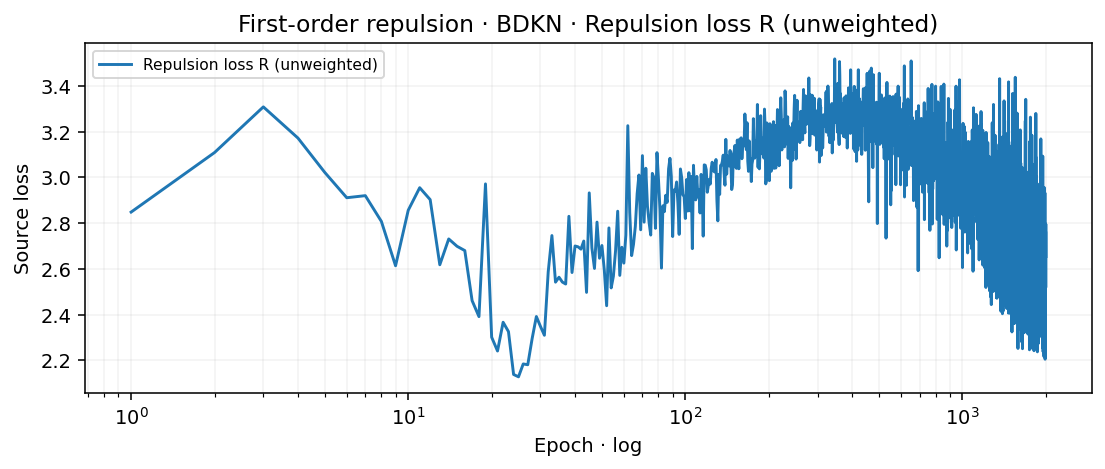 First-order repulsion · BDKN · Repulsion loss R (unweighted)
Repulsion loss R (unweighted)
Source loss
3.4
3.2
3.0
2.8
2.6
2.4
2.2
10⁰
10¹
10²
10³
Epoch · log